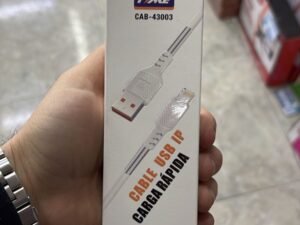 CAB-43003
CABLE USB IP
CARGA RÁPIDA